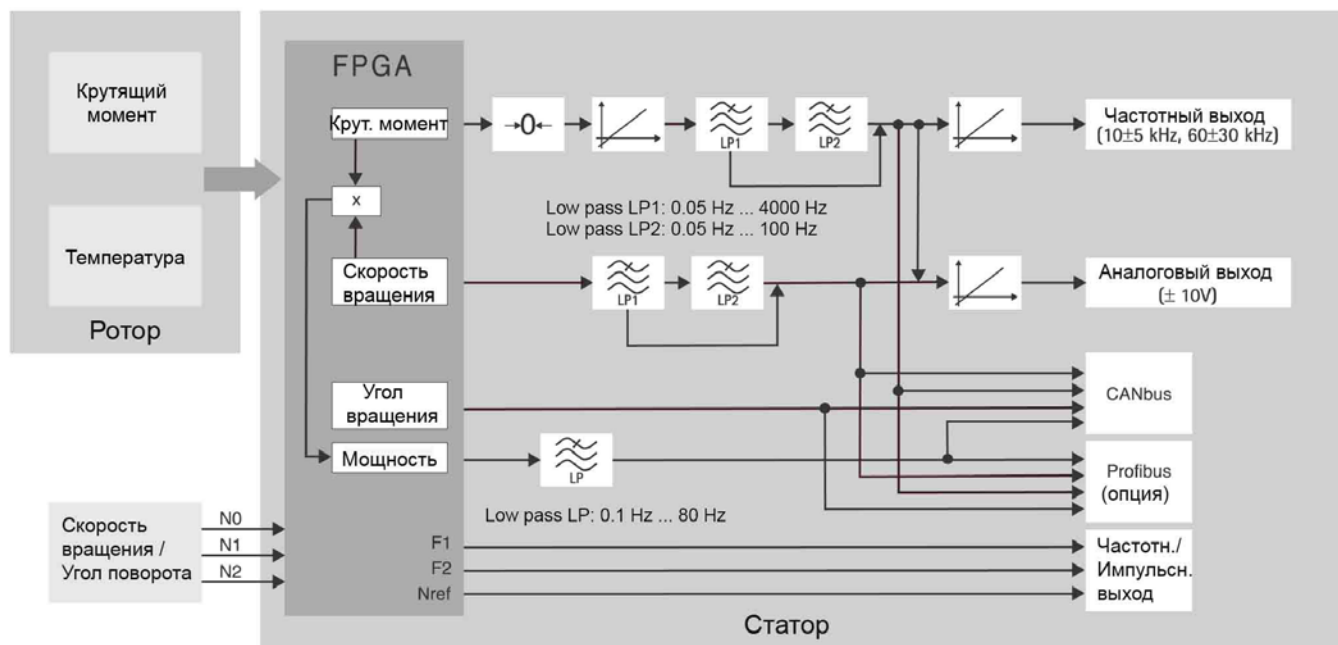 Крутящий
момент
Температура
Ротор
Скорость
вращения /
Угол поворота
N0
N1
N2
FPGA
Крут. момент
x
Скорость
вращения
Угол
вращения
Мощность
F1
F2
Nref
→0←
LP1
LP2
Low pass LP1: 0.05 Hz ... 4000 Hz
Low pass LP2: 0.05 Hz ... 100 Hz
LP1
LP2
LP
Low pass LP: 0.1 Hz ... 80 Hz
Частотный выход
(10±5 kHz, 60±30 kHz)
Аналоговый выход
(± 10V)
CANbus
Profibus
(опция)
Частотн./
Импульсн.
выход
Статор